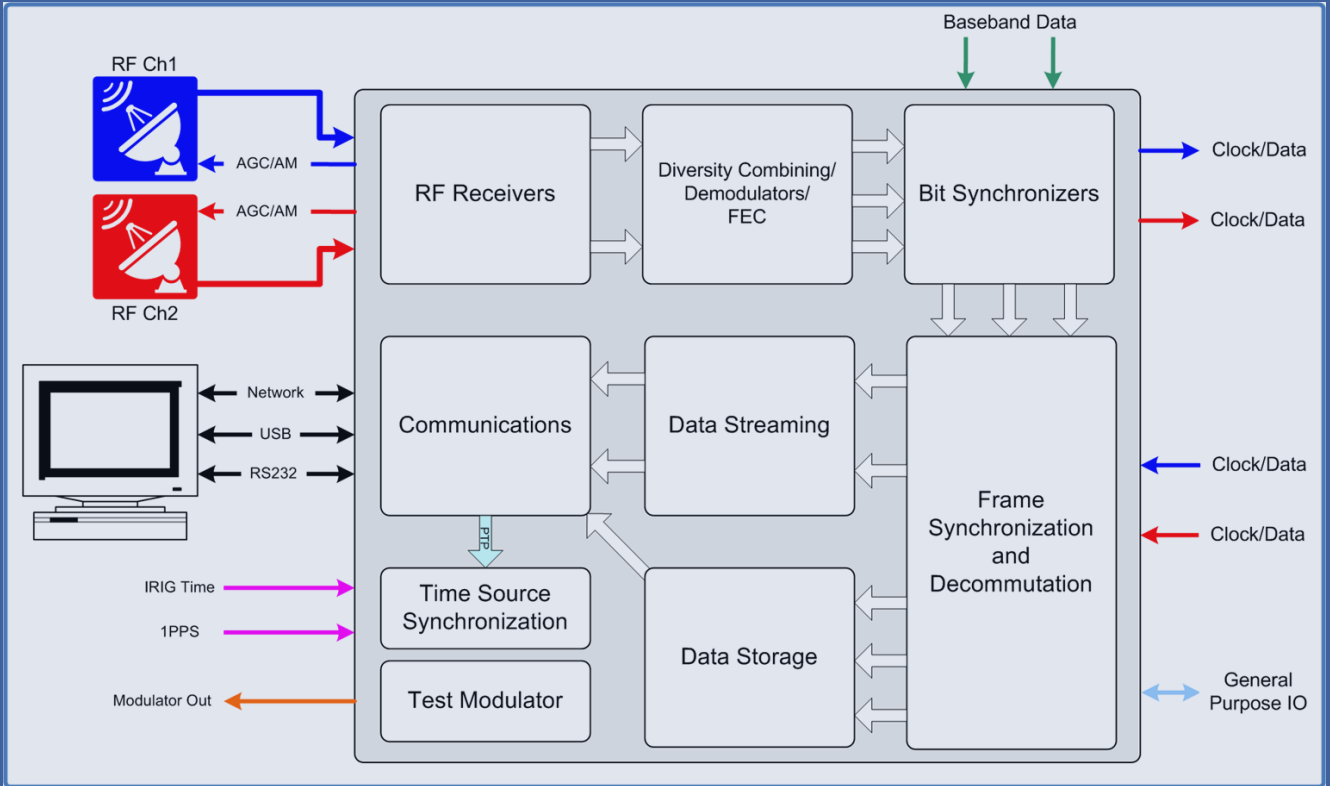 Baseband Data
RF Ch1
AGC/AM
AGC/AM
RF Ch2
RF Receivers
Diversity Combining/
Demodulators/
FEC
Bit Synchronizers
Clock/Data
Clock/Data
Network
USB
RS232
Communications
Data Streaming
Frame
Synchronization
and
Decommutation
Clock/Data
Clock/Data
PTP
IRIG Time
1PPS
Time Source
Synchronization
Data Storage
Modulator Out
Test Modulator
General
Purpose IO